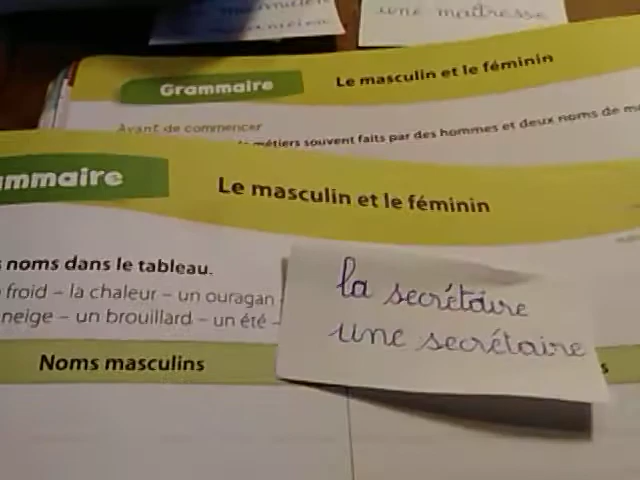 une maîtresse
Grammaire
Le masculin et le féminin
Avant de commencer
métiers souvent faits par des hommes et deux noms de
mmaire
Le masculin et le féminin
noms dans le tableau.
froid – la chaleur – un ouragan
neige – un brouillard – un été –
la secrétaire
une secrétaire
Noms masculins
s